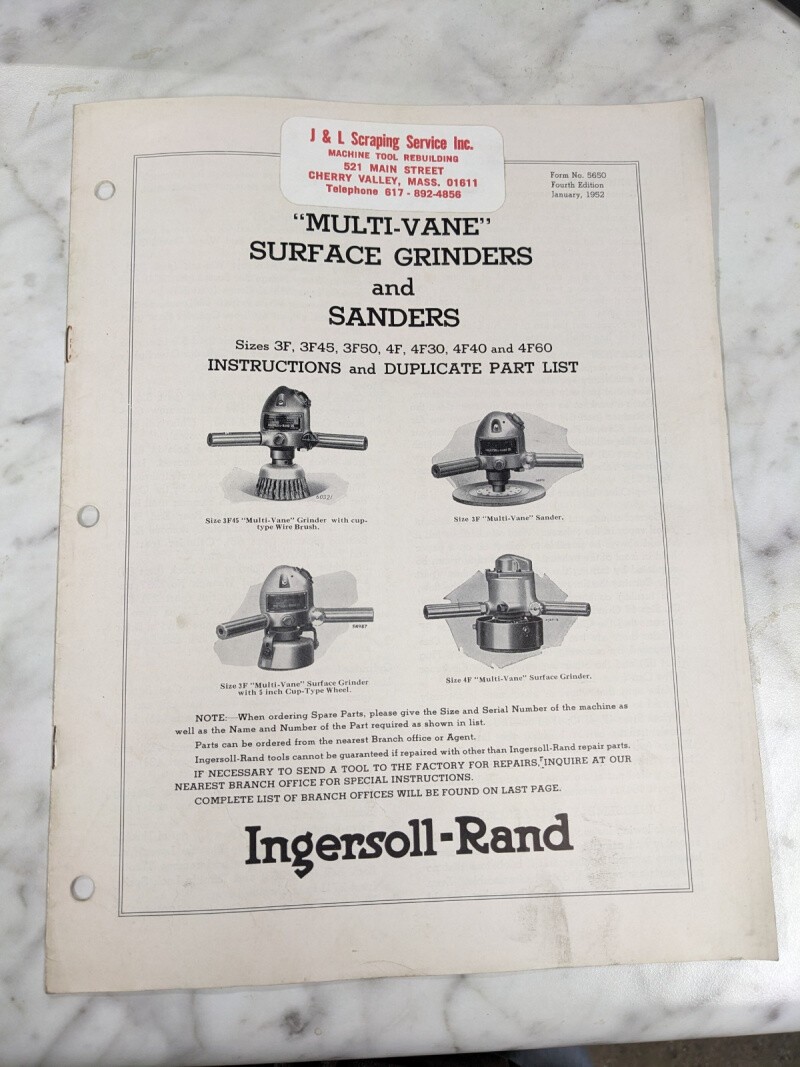 J & L Scraping Service Inc.
MACHINE TOOL REBUILDING
521 MAIN STREET
CHERRY VALLEY, MASS. 01611
Telephone 617 - 892-4856
Form No. 5650
Fourth Edition
January, 1952
"MULTI-VANE"
SURFACE GRINDERS
and
SANDERS
Sizes 3F, 3F45, 3F50, 4F, 4F30, 4F40 and 4F60
INSTRUCTIONS and DUPLICATE PART LIST
Size 3F45 "Multi-Vane" Grinder with cup-
type Wire Brush.
Size 3F "Multi-Vane" Sander.
Size 3F "Multi-Vane" Surface Grinder
with 5 inch Cup-Type Wheel.
Size 4F "Multi-Vane" Surface Grinder.
NOTE:—When ordering Spare Parts, please give the Size and Serial Number of the machine as
well as the Name and Number of the Part required as shown in list.
Parts can be ordered from the nearest Branch office or Agent.
Ingersoll-Rand tools cannot be guaranteed if repaired with other than Ingersoll-Rand repair parts.
IF NECESSARY TO SEND A TOOL TO THE FACTORY FOR REPAIRS, INQUIRE AT OUR
NEAREST BRANCH OFFICE FOR SPECIAL INSTRUCTIONS.
COMPLETE LIST OF BRANCH OFFICES WILL BE FOUND ON LAST PAGE.
Ingersoll-Rand